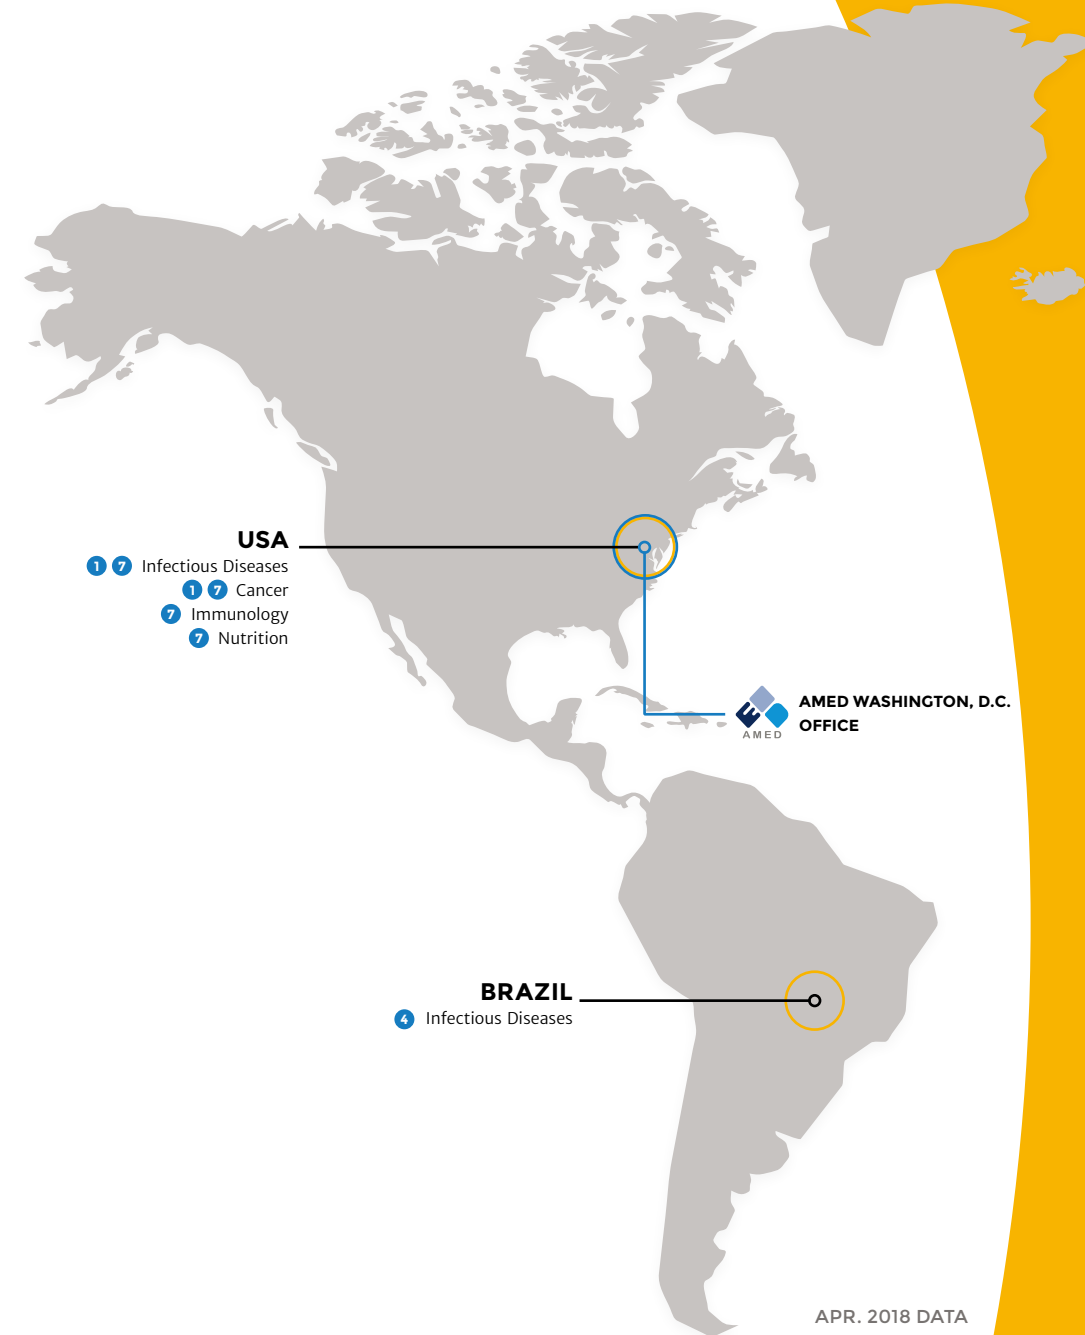 USA
1 7 Infectious Diseases
1 7 Cancer
7 Immunology
7 Nutrition
AMED
AMED WASHINGTON, D.C.
OFFICE
BRAZIL
4 Infectious Diseases
APR. 2018 DATA